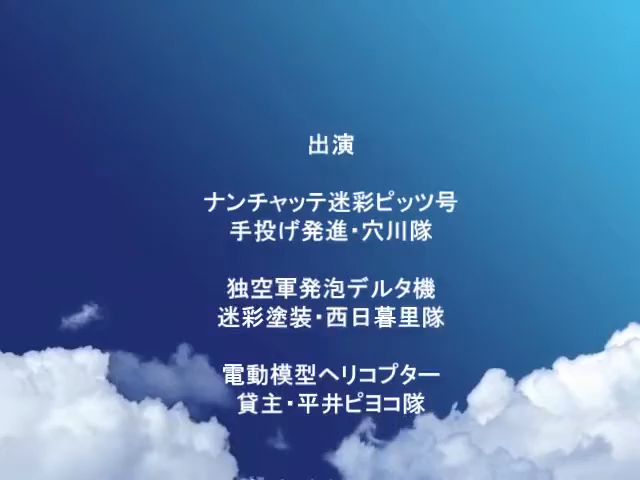 出演
ナンチャッテ迷彩ピッツ号
手投げ発進・穴川隊
独空軍発泡デルタ機
迷彩塗装・西日暮里隊
電動模型ヘリコプター
貸主・平井ピヨコ隊